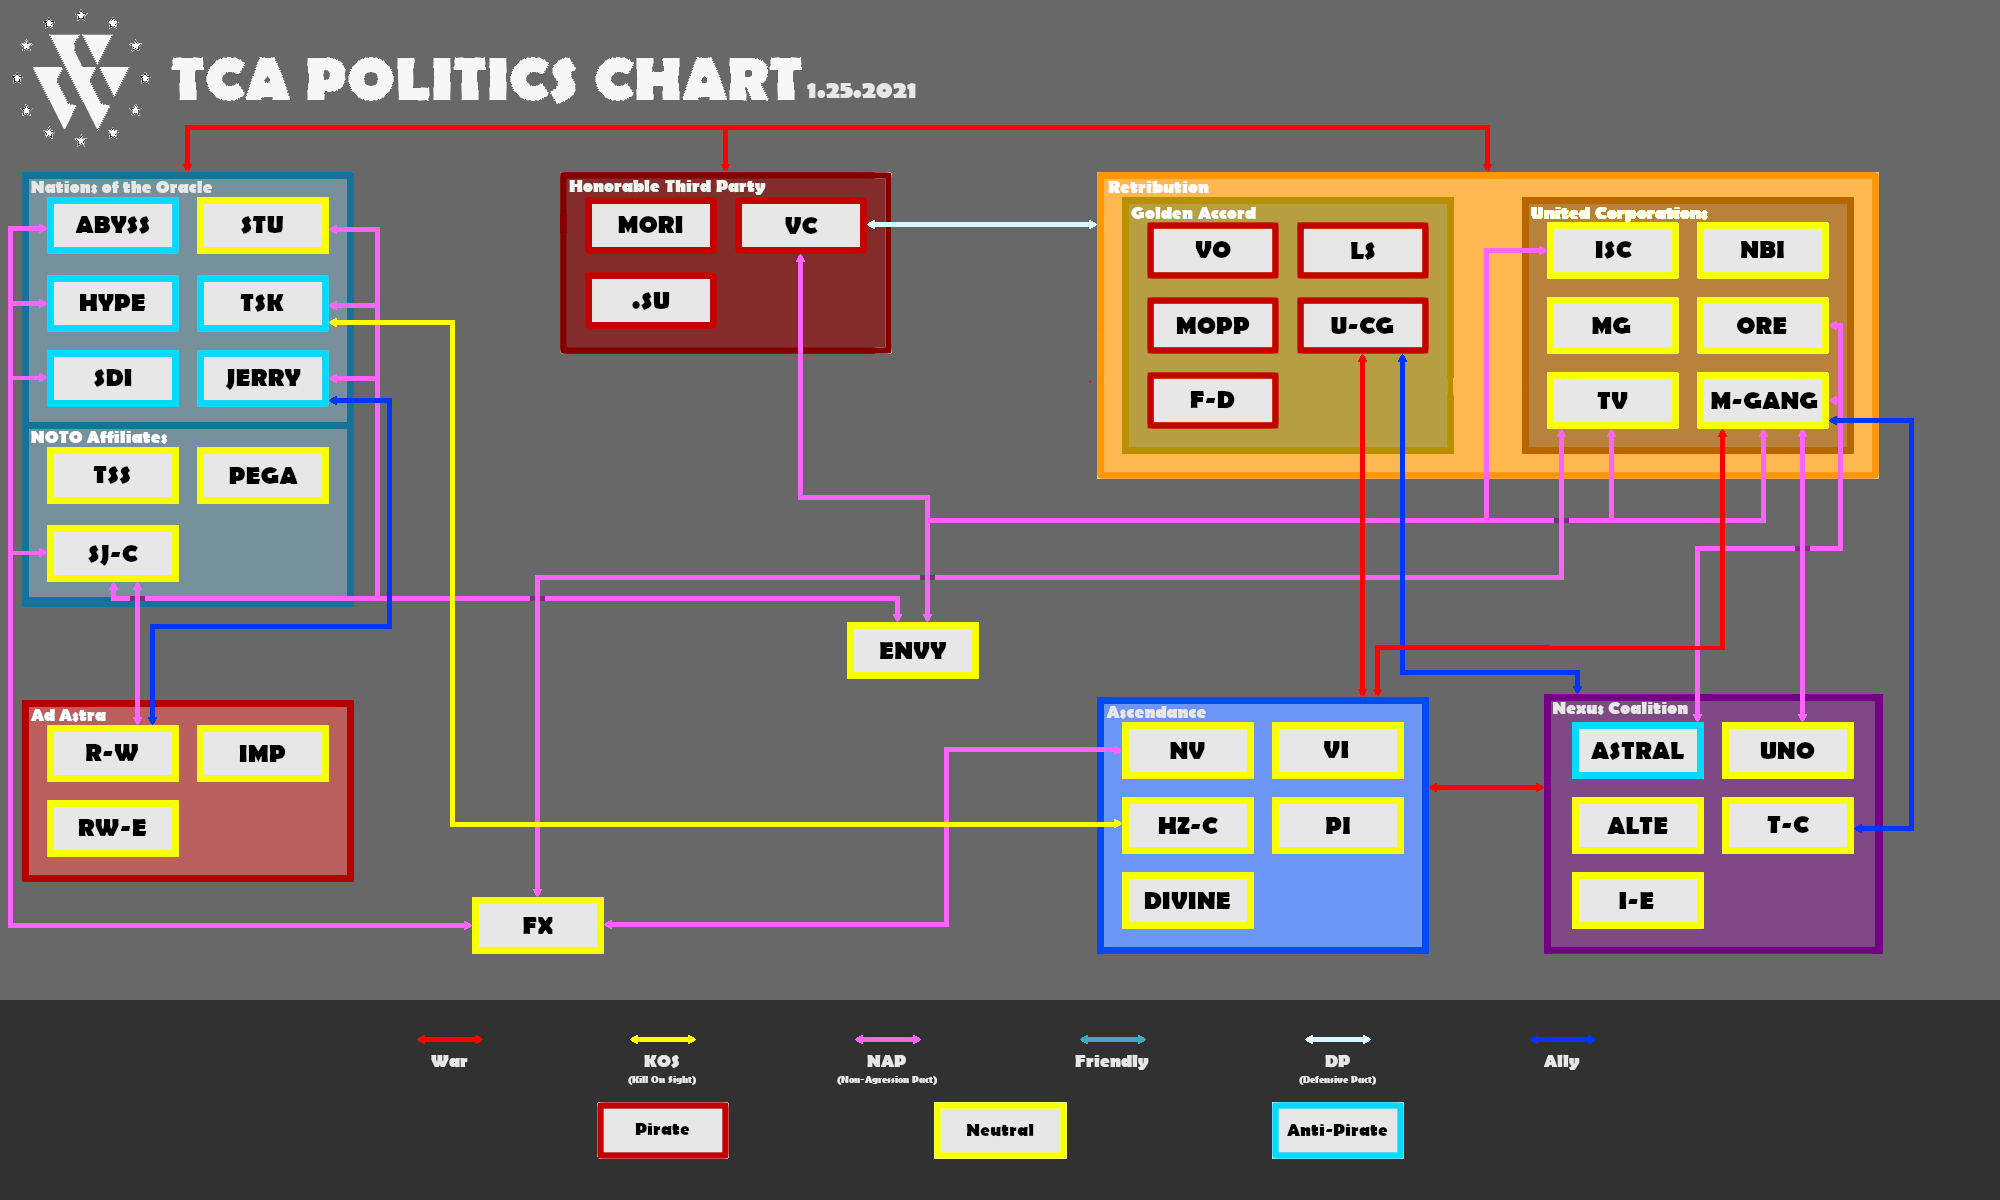 TCA POLITICS CHART 1.25.2021
Nations of the Oracle
ABYSS
STU
HYPE
TSK
SDI
JERRY
NOTO Affiliates
TSS
PEGA
SJ-C
Ad Astra
R-W
IMP
RW-E
Honorable Third Party
MORI
VC
.SU
ENVY
FX
Retribution
Golden Accord
VO
LS
MOPP
U-CG
F-D
United Corporations
ISC
NBI
MG
ORE
TV
M-GANG
Ascendance
NV
VI
HZ-C
PI
DIVINE
Nexus Coalition
ASTRAL
UNO
ALTE
T-C
I-E
War
KOS
(Kill On Sight)
NAP
(Non-Agression Pact)
Friendly
DP
(Defensive Pact)
Ally
Pirate
Neutral
Anti-Pirate